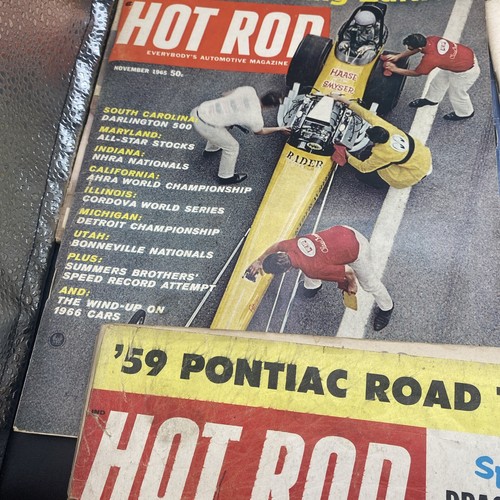 HOT ROD
EVERYBODY'S AUTOMOTIVE MAGAZINE
NOVEMBER 1965 50c
HAASE
SMYSER
RADER
SOUTH CAROLINA
DARLINGTON 500
MARYLAND:
ALL-STAR STOCKS
INDIANA:
NHRA NATIONALS
CALIFORNIA:
AHRA WORLD CHAMPIONSHIP
ILLINOIS:
CORDOVA WORLD SERIES
MICHIGAN:
DETROIT CHAMPIONSHIP
UTAH:
BONNEVILLE NATIONALS
PLUS:
SUMMERS BROTHERS'
SPEED RECORD ATTEMPT
AND:
THE WIND-UP ON
1966 CARS
'59 PONTIAC ROAD
HOT ROD